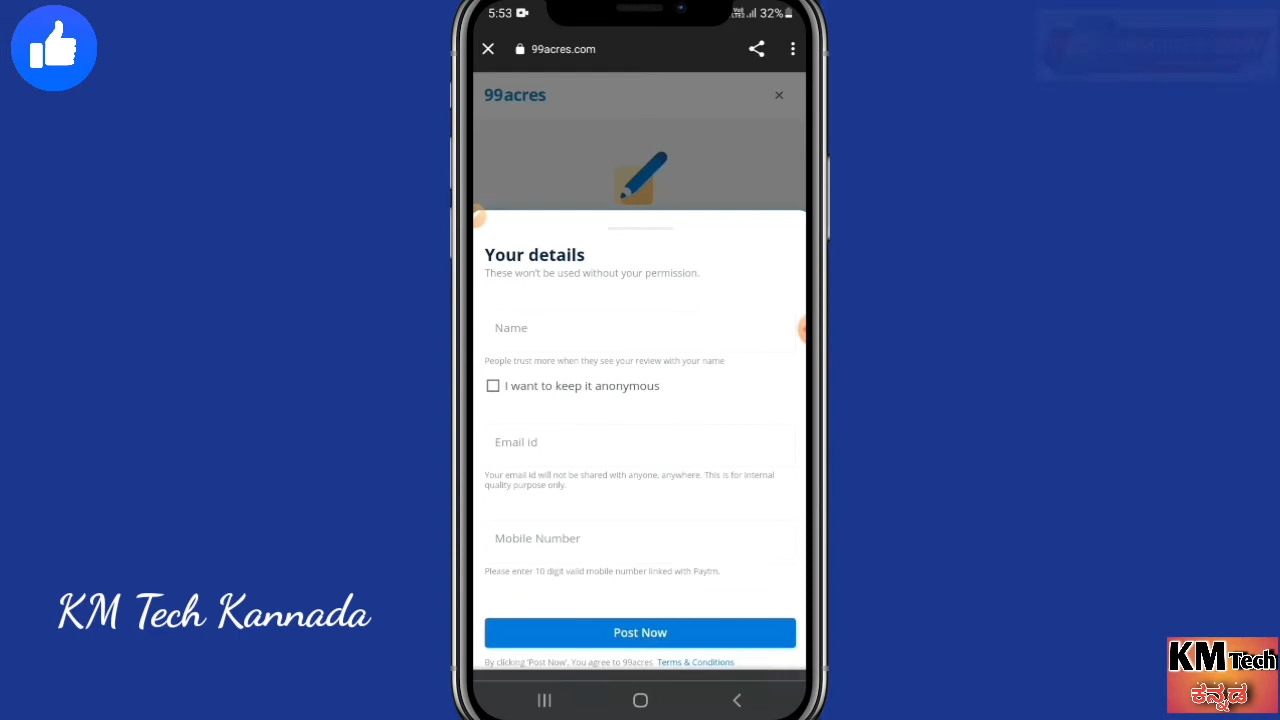 5:53
32%
99acres.com
99acres
Your details
These won't be used without your permission.
Name
People trust more when they see your review with your name
I want to keep it anonymous
Email id
Your email id will not be shared with anyone, anywhere. This is for internal
quality purpose only.
Mobile Number
Please enter 10 digit valid mobile number linked with Paytm.
Post Now
By clicking 'Post Now', You agree to 99acres Terms & Conditions
KM Tech Kannada
KM Tech
ಕನ್ನಡ